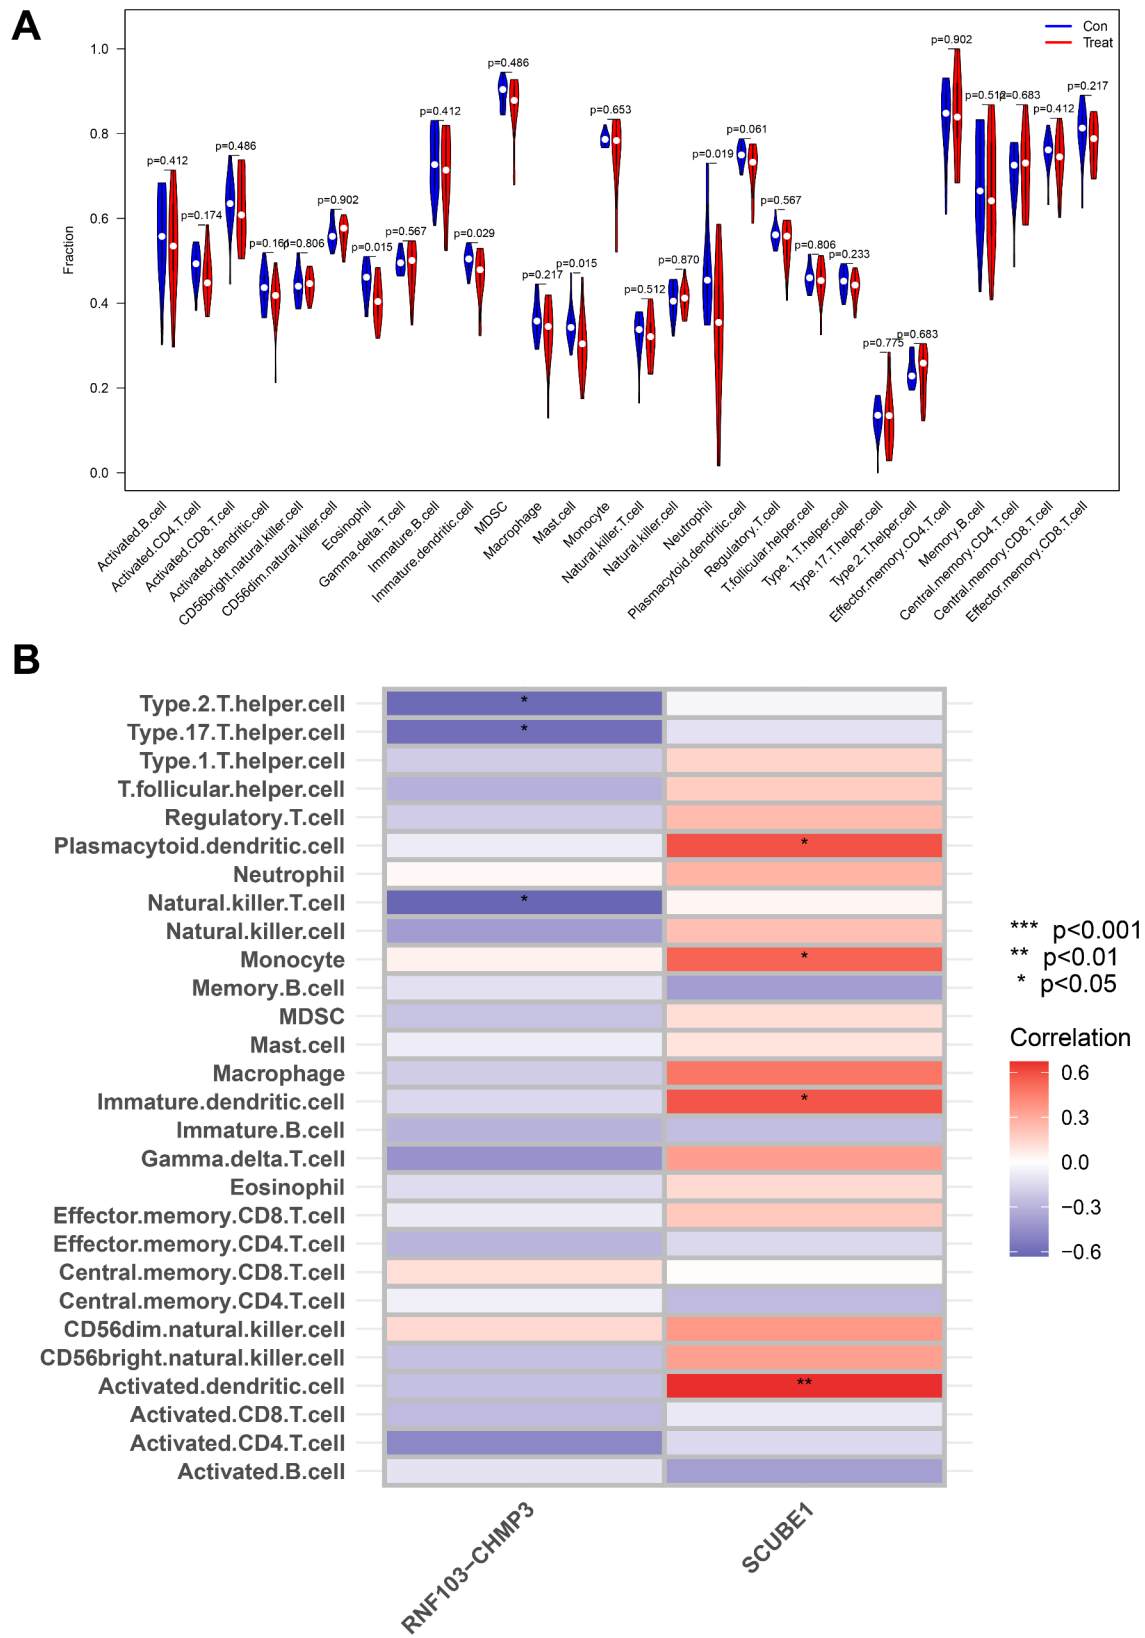 A
Con
Treat
Fraction
1.0
0.8
0.6
0.4
0.2
0.0
p=0.412
p=0.174
p=0.486
p=0.161
p=0.806
p=0.902
p=0.015
p=0.567
p=0.412
p=0.029
p=0.486
p=0.217
p=0.015
p=0.653
p=0.512
p=0.870
p=0.019
p=0.061
p=0.567
p=0.806
p=0.233
p=0.775
p=0.683
p=0.902
p=0.512
p=0.683
p=0.412
p=0.217
Activated.B.cell
Activated.CD4.T.cell
Activated.CD8.T.cell
Activated.dendritic.cell
CD56bright.natural.killer.cell
CD56dim.natural.killer.cell
Eosinophil
Gamma.delta.T.cell
Immature.B.cell
Immature.dendritic.cell
MDSC
Macrophage
Mast.cell
Monocyte
Natural.killer.T.cell
Natural.killer.cell
Neutrophil
Plasmacytoid.dendritic.cell
Regulatory.T.cell
T.follicular.helper.cell
Type.1.T.helper.cell
Type.17.T.helper.cell
Type.2.T.helper.cell
Effector.memory.CD4.T.cell
Memory.B.cell
Central.memory.CD4.T.cell
Central.memory.CD8.T.cell
Effector.memory.CD8.T.cell
B
Type.2.T.helper.cell *
Type.17.T.helper.cell *
Type.1.T.helper.cell
T.follicular.helper.cell
Regulatory.T.cell
Plasmacytoid.dendritic.cell *
Neutrophil
Natural.killer.T.cell *
Natural.killer.cell
Monocyte *
Memory.B.cell
MDSC
Mast.cell
Macrophage
Immature.dendritic.cell *
Immature.B.cell
Gamma.delta.T.cell
Eosinophil
Effector.memory.CD8.T.cell
Effector.memory.CD4.T.cell
Central.memory.CD8.T.cell
Central.memory.CD4.T.cell
CD56dim.natural.killer.cell
CD56bright.natural.killer.cell
Activated.dendritic.cell **
Activated.CD8.T.cell
Activated.CD4.T.cell
Activated.B.cell
RNF103−CHMP3
SCUBE1
*** p<0.001
** p<0.01
* p<0.05
Correlation
0.6
0.3
0.0
−0.3
−0.6